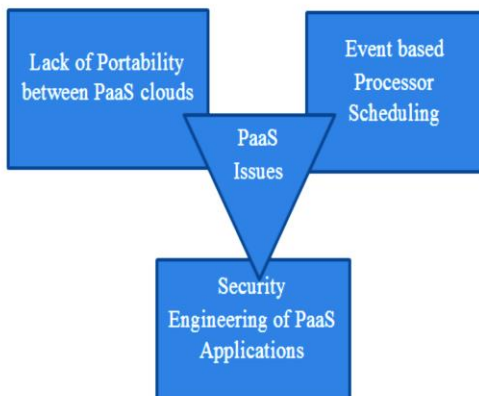 Lack of Portability
between PaaS clouds
Event based
Processor
Scheduling
PaaS
Issues
Security
Engineering of PaaS
Applications